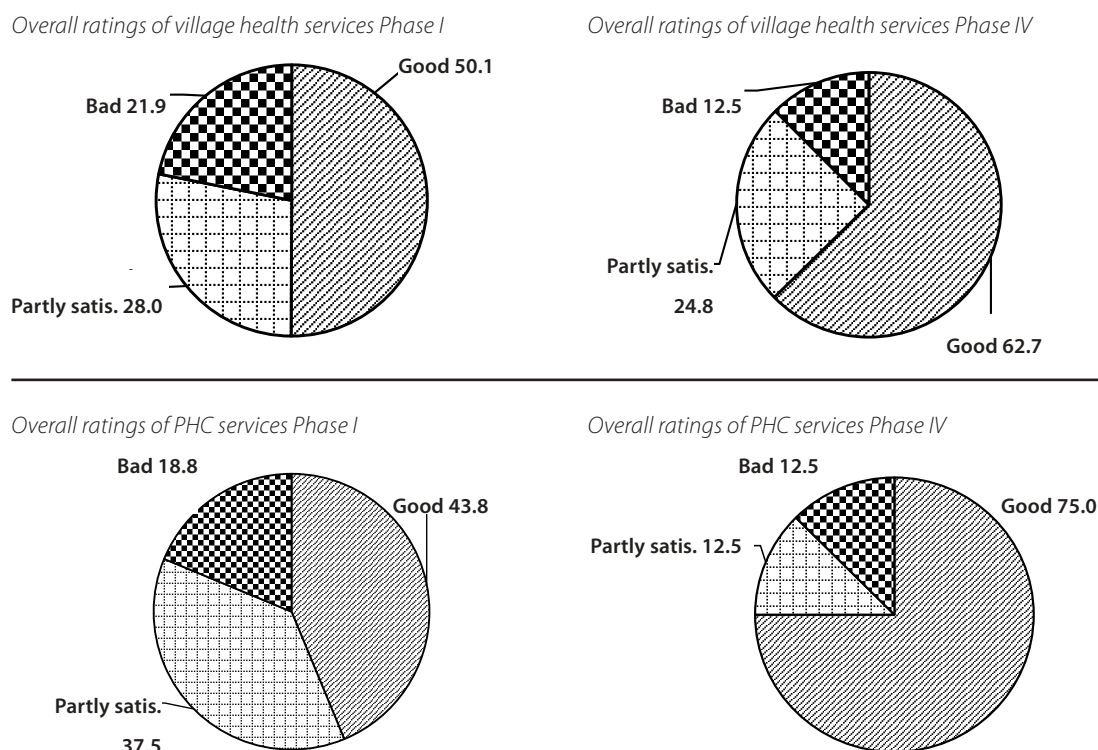 Overall ratings of village health services Phase I
Good 50.1
Bad 21.9
Partly satis. 28.0
Overall ratings of village health services Phase IV
Bad 12.5
Partly satis.
24.8
Good 62.7
Overall ratings of PHC services Phase I
Bad 18.8
Good 43.8
Partly satis.
37.5
Overall ratings of PHC services Phase IV
Bad 12.5
Good 75.0
Partly satis. 12.5